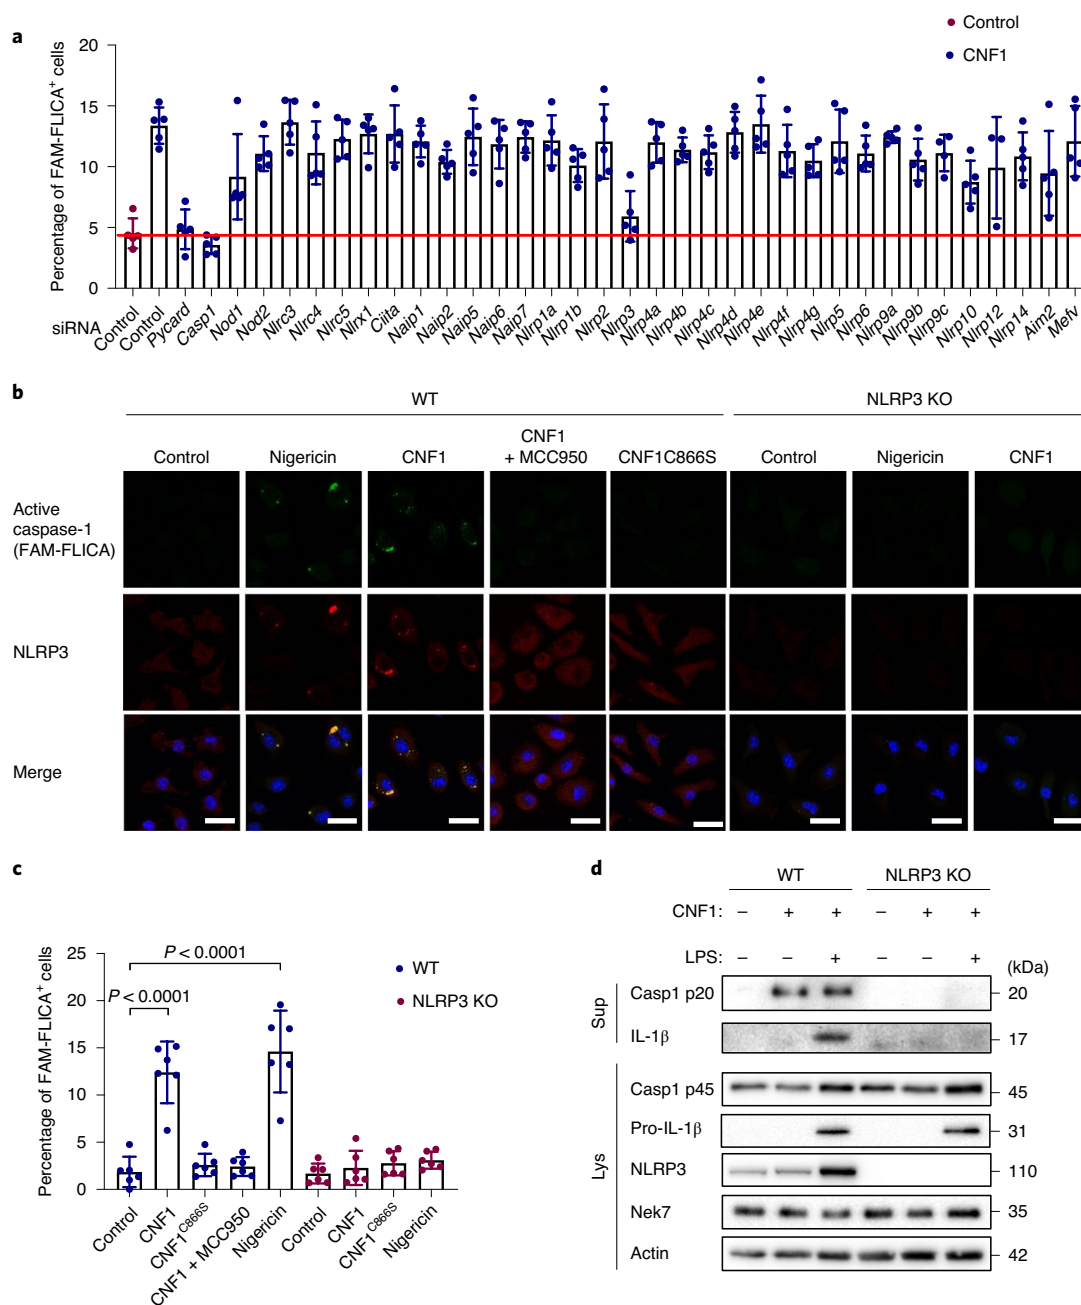 a
Control
CNF1
Percentage of FAM-FLICA+ cells
20
15
10
5
0
siRNA
Control
Control
Pycard
Casp1
Nod1
Nod2
Nlrc3
Nlrc4
Nlrc5
Nlrx1
Ciita
Naip1
Naip2
Naip5
Naip6
Naip7
Nlrp1a
Nlrp1b
Nlrp2
Nlrp3
Nlrp4a
Nlrp4b
Nlrp4c
Nlrp4d
Nlrp4e
Nlrp4f
Nlrp4g
Nlrp5
Nlrp6
Nlrp9a
Nlrp9b
Nlrp9c
Nlrp10
Nlrp12
Nlrp14
Aim2
Mefv
b
WT
NLRP3 KO
Control
Nigericin
CNF1
CNF1
+ MCC950
CNF1C866S
Control
Nigericin
CNF1
Active
caspase-1
(FAM-FLICA)
NLRP3
Merge
c
Percentage of FAM-FLICA+ cells
25
20
15
10
5
0
P < 0.0001
P < 0.0001
WT
NLRP3 KO
Control
CNF1
CNF1C866S
CNF1 + MCC950
Nigericin
Control
CNF1
CNF1C866S
Nigericin
d
WT NLRP3 KO
CNF1: – + + – + +
LPS: – – + – – +
(kDa)
Sup
Casp1 p20 20
IL-1β 17
Lys
Casp1 p45 45
Pro-IL-1β 31
NLRP3 110
Nek7 35
Actin 42